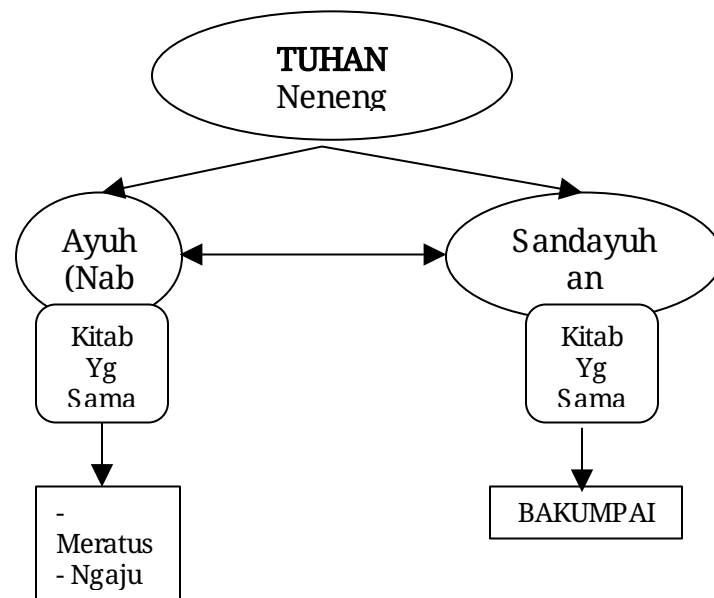 TUHAN
Neneng
Ayuh
(Nab
Sandayuh
an
Kitab
Yg
Sama
Kitab
Yg
Sama
-
Meratus
- Ngaju
BAKUMPAI